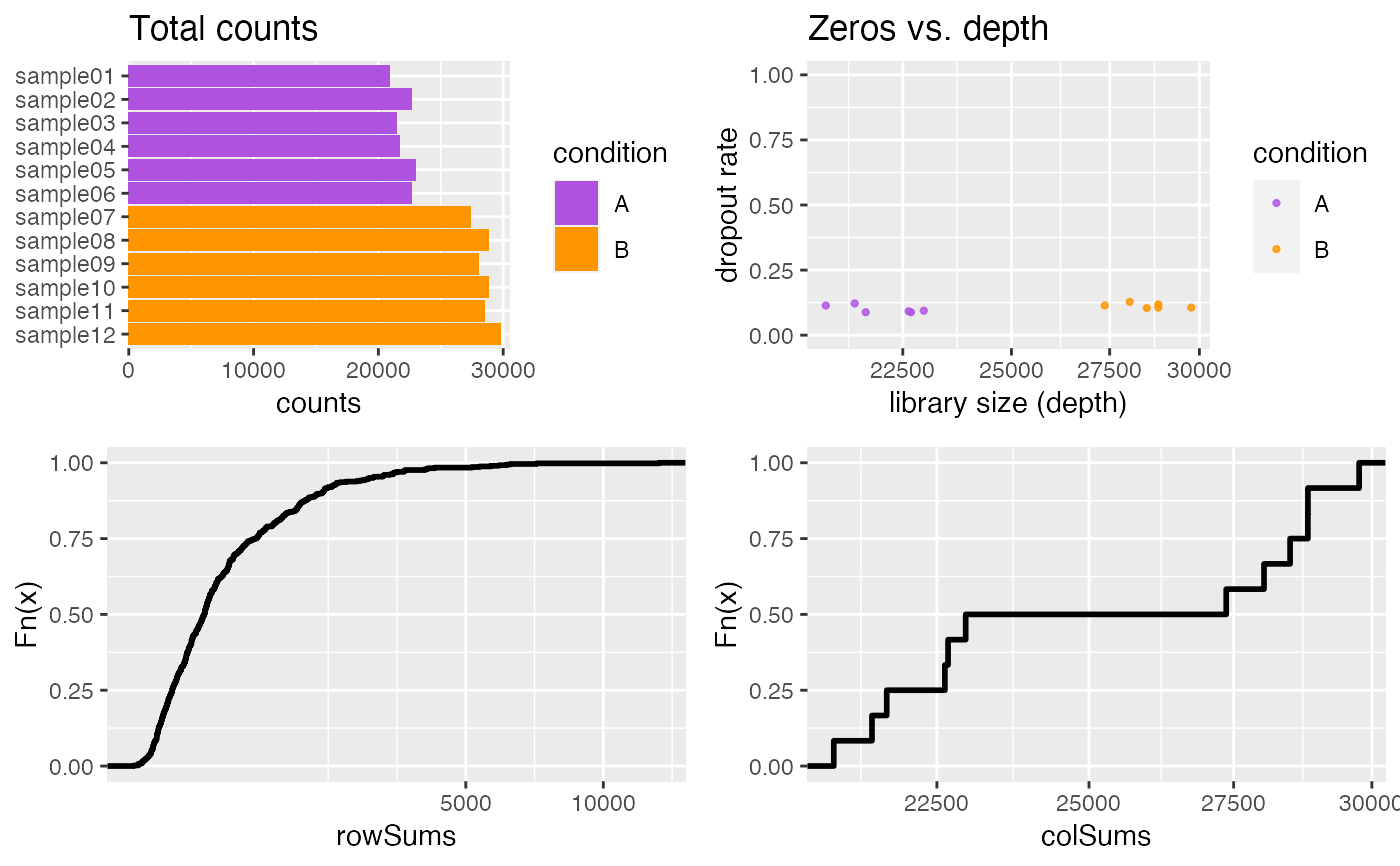 Total counts
sample01
sample02
sample03
sample04
sample05
sample06
sample07
sample08
sample09
sample10
sample11
sample12
0 10000 20000 30000
counts
condition
A
B
Zeros vs. depth
dropout rate
1.00
0.75
0.50
0.25
0.00
22500 25000 27500 30000
library size (depth)
condition
A
B
Fn(x)
1.00
0.75
0.50
0.25
0.00
5000 10000
rowSums
Fn(x)
1.00
0.75
0.50
0.25
0.00
22500 25000 27500 30000
colSums